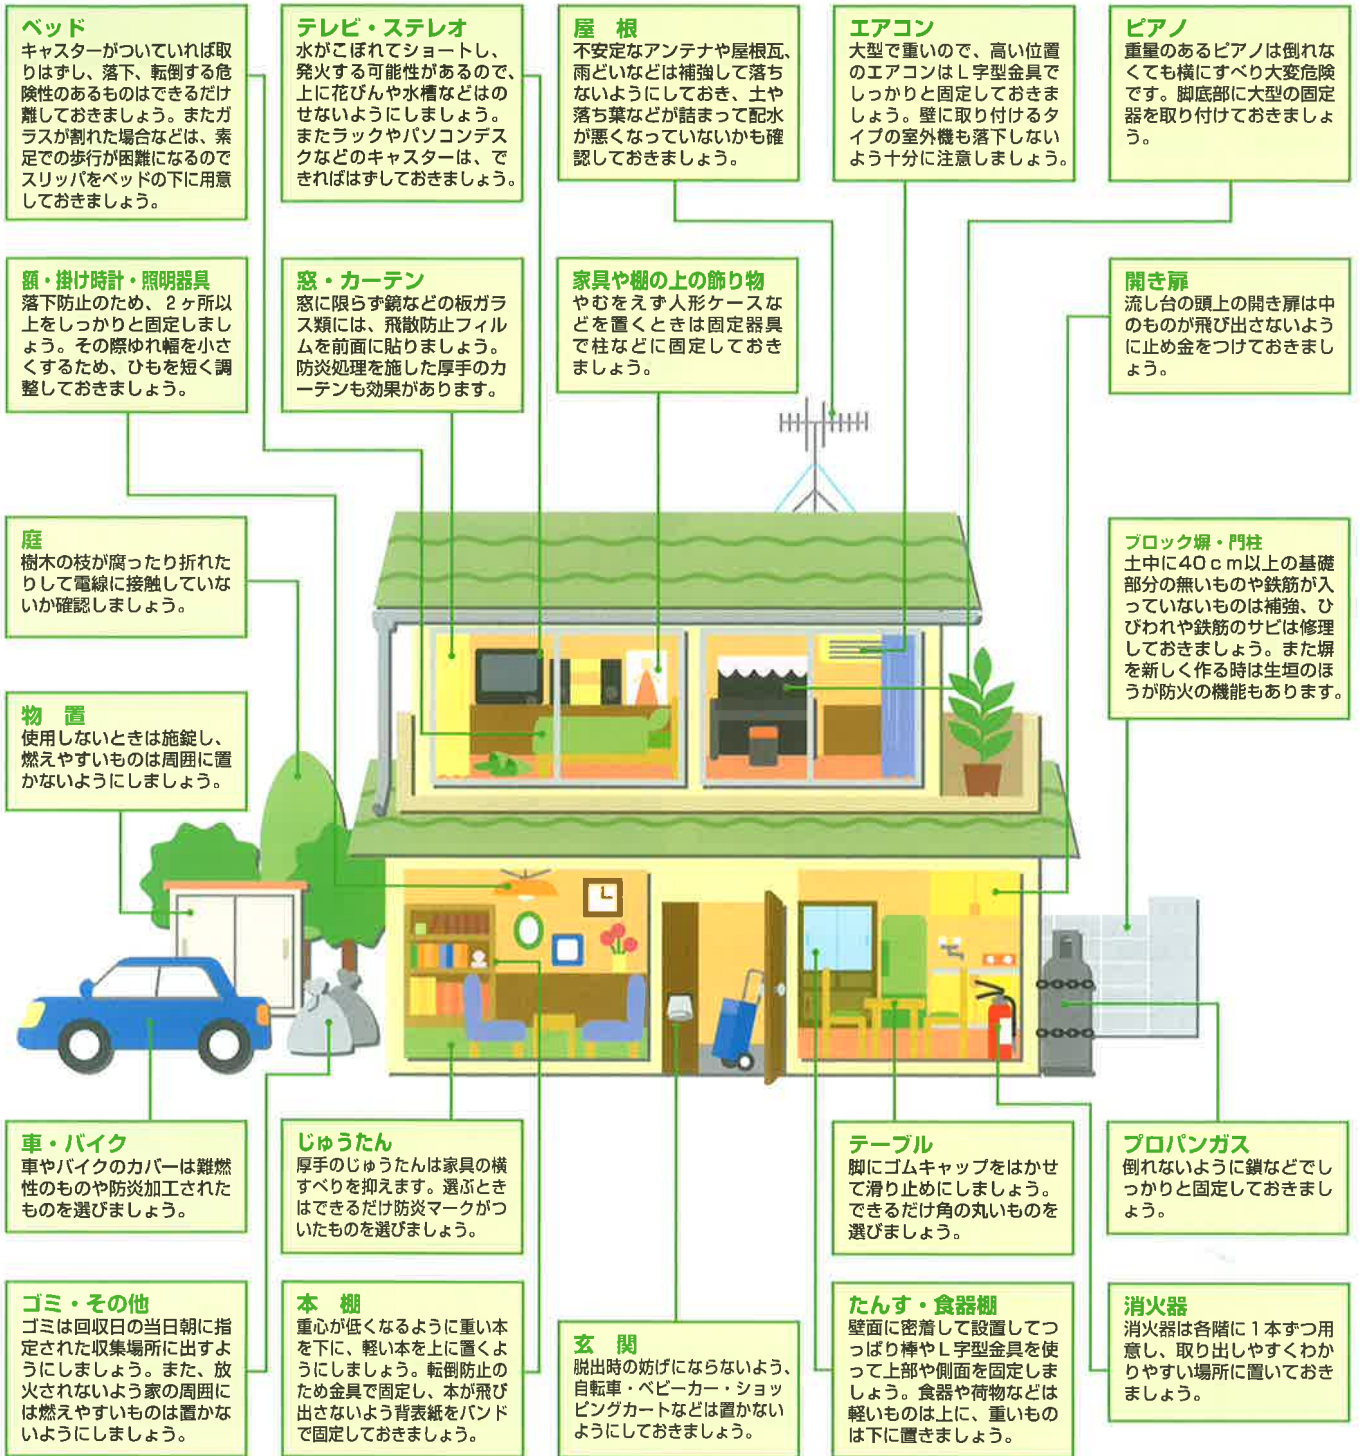 ベッド
キャスターがついていれば取
りはずし、落下、転倒する危
険性のあるものはできるだけ
離しておきましょう。またガ
ラスが割れた場合などは、素
足での歩行が困難になるので
スリッパをベッドの下に用意
しておきましょう。
テレビ・ステレオ
水がこぼれてショートし、
発火する可能性があるので、
上に花びんや水槽などはの
せないようにしましょう。
またラックやパソコンデス
クなどのキャスターは、で
きればはずしておきましょう。
屋 根
不安定なアンテナや屋根瓦、
雨どいなどは補強して落ち
ないようにしておき、土や
落ち葉などが詰まって配水
が悪くなっていないかも確
認しておきましょう。
エアコン
大型で重いので、高い位置
のエアコンはL字型金具で
しっかりと固定しておきま
しょう。壁に取り付けるタ
イプの室外機も落下しない
よう十分に注意しましょう。
ピアノ
重量のあるピアノは倒れな
くても横にすべり大変危険
です。脚底部に大型の固定
器を取り付けておきましょ
う。
額・掛け時計・照明器具
落下防止のため、2ヶ所以
上をしっかりと固定しまし
ょう。その際ゆれ幅を小さ
くするため、ひもを短く調
整しておきましょう。
窓・カーテン
窓に限らず鏡などの板ガラ
ス類には、飛散防止フィル
ムを前面に貼りましょう。
防炎処理を施した厚手のカ
ーテンも効果があります。
家具や棚の上の飾り物
やむをえず人形ケースな
どを置くときは固定器具
で柱などに固定しておき
ましょう。
開き扉
流し台の頭上の開き扉は中
のものが飛び出さないよう
に止め金をつけておきまし
ょう。
庭
樹木の枝が腐ったり折れた
りして電線に接触していな
いか確認しましょう。
ブロック塀・門柱
土中に40cm以上の基礎
部分の無いものや鉄筋が入
っていないものは補強、ひ
びわれや鉄筋のサビは修理
しておきましょう。また塀
を新しく作る時は生垣のほ
うが防火の機能もあります。
物 置
使用しないときは施錠し、
燃えやすいものは周囲に置
かないようにしましょう。
車・バイク
車やバイクのカバーは難燃
性のものや防炎加工された
ものを選びましょう。
じゅうたん
厚手のじゅうたんは家具の横
すべりを抑えます。選ぶとき
はできるだけ防炎マークがつ
いたものを選びましょう。
テーブル
脚にゴムキャップをはかせ
て滑り止めにしましょう。
できるだけ角の丸いものを
選びましょう。
プロパンガス
倒れないように鎖などでし
っかりと固定しておきまし
ょう。
ゴミ・その他
ゴミは回収日の当日朝に指
定された収集場所に出すよ
うにしましょう。また、放
火されないよう家の周囲に
は燃えやすいものは置かな
いようにしましょう。
本 棚
重心が低くなるように重い本
を下に、軽い本を上に置くよ
うにしましょう。転倒防止の
ため金具で固定し、本が飛び
出さないよう背表紙をバンド
で固定しておきましょう。
玄 関
脱出時の妨げにならないよう、
自転車・ベビーカー・ショッ
ピングカートなどは置かない
ようにしておきましょう。
たんす・食器棚
壁面に密着して設置してつ
っぱり棒やL字型金具を使
って上部や側面を固定しま
しょう。食器や荷物などは
軽いものは上に、重いもの
は下に置きましょう。
消火器
消火器は各階に1本ずつ用
意し、取り出しやすくわか
りやすい場所に置いておき
ましょう。